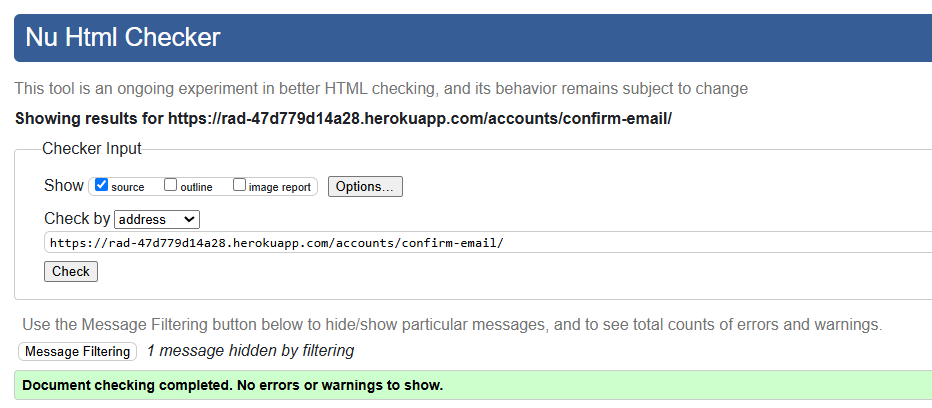 Nu Html Checker
This tool is an ongoing experiment in better HTML checking, and its behavior remains subject to change
Showing results for https://rad-47d779d14a28.herokuapp.com/accounts/confirm-email/
Checker Input
Show source outline image report Options...
Check by address
https://rad-47d779d14a28.herokuapp.com/accounts/confirm-email/
Check
Use the Message Filtering button below to hide/show particular messages, and to see total counts of errors and warnings.
Message Filtering 1 message hidden by filtering
Document checking completed. No errors or warnings to show.